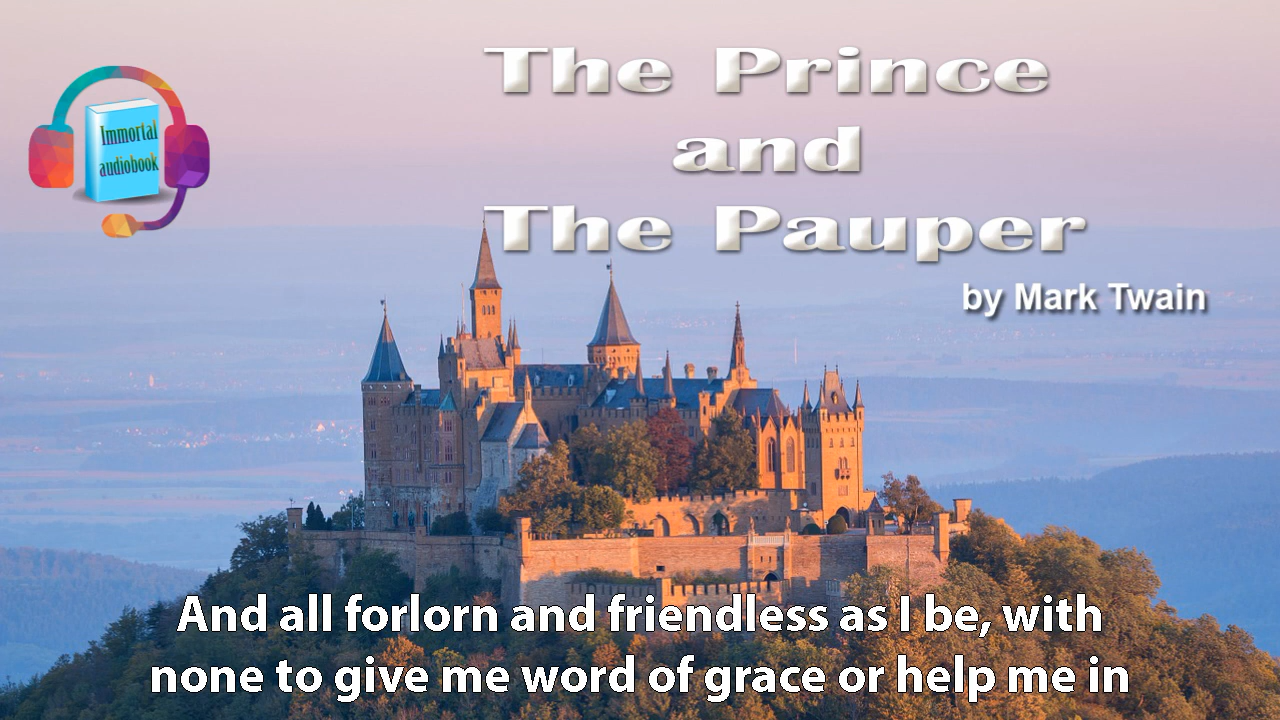 The Prince
and
The Pauper
by Mark Twain
Immortal
audiobook
And all forlorn and friendless as I be, with
none to give me word of grace or help me in